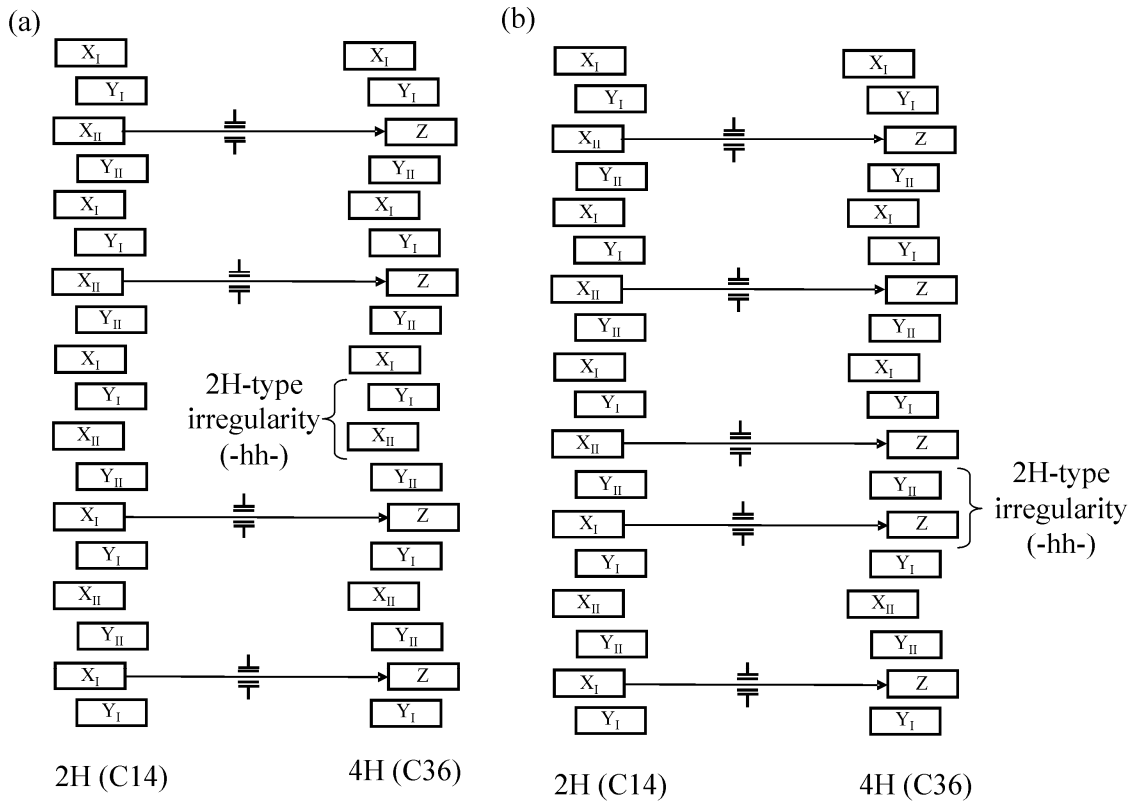 (a)
X_I X_I
Y_I Y_I
X_II Z
Y_II Y_II
X_I X_I
Y_I Y_I
X_II Z
Y_II Y_II
X_I X_I
2H-type
irregularity
(-hh-)
Y_I Y_I
X_II X_II
Y_II Y_II
X_I Z
Y_I Y_I
X_II X_II
Y_II Y_II
X_I Z
Y_I Y_I
2H (C14) 4H (C36)
(b)
X_I X_I
Y_I Y_I
X_II Z
Y_II Y_II
X_I X_I
Y_I Y_I
X_II Z
Y_II Y_II
X_I X_I
Y_I Y_I
X_II Z
Y_II Y_II
X_I Z
2H-type
irregularity
(-hh-)
Y_I Y_I
X_II X_II
Y_II Y_II
X_I Z
Y_I Y_I
2H (C14) 4H (C36)